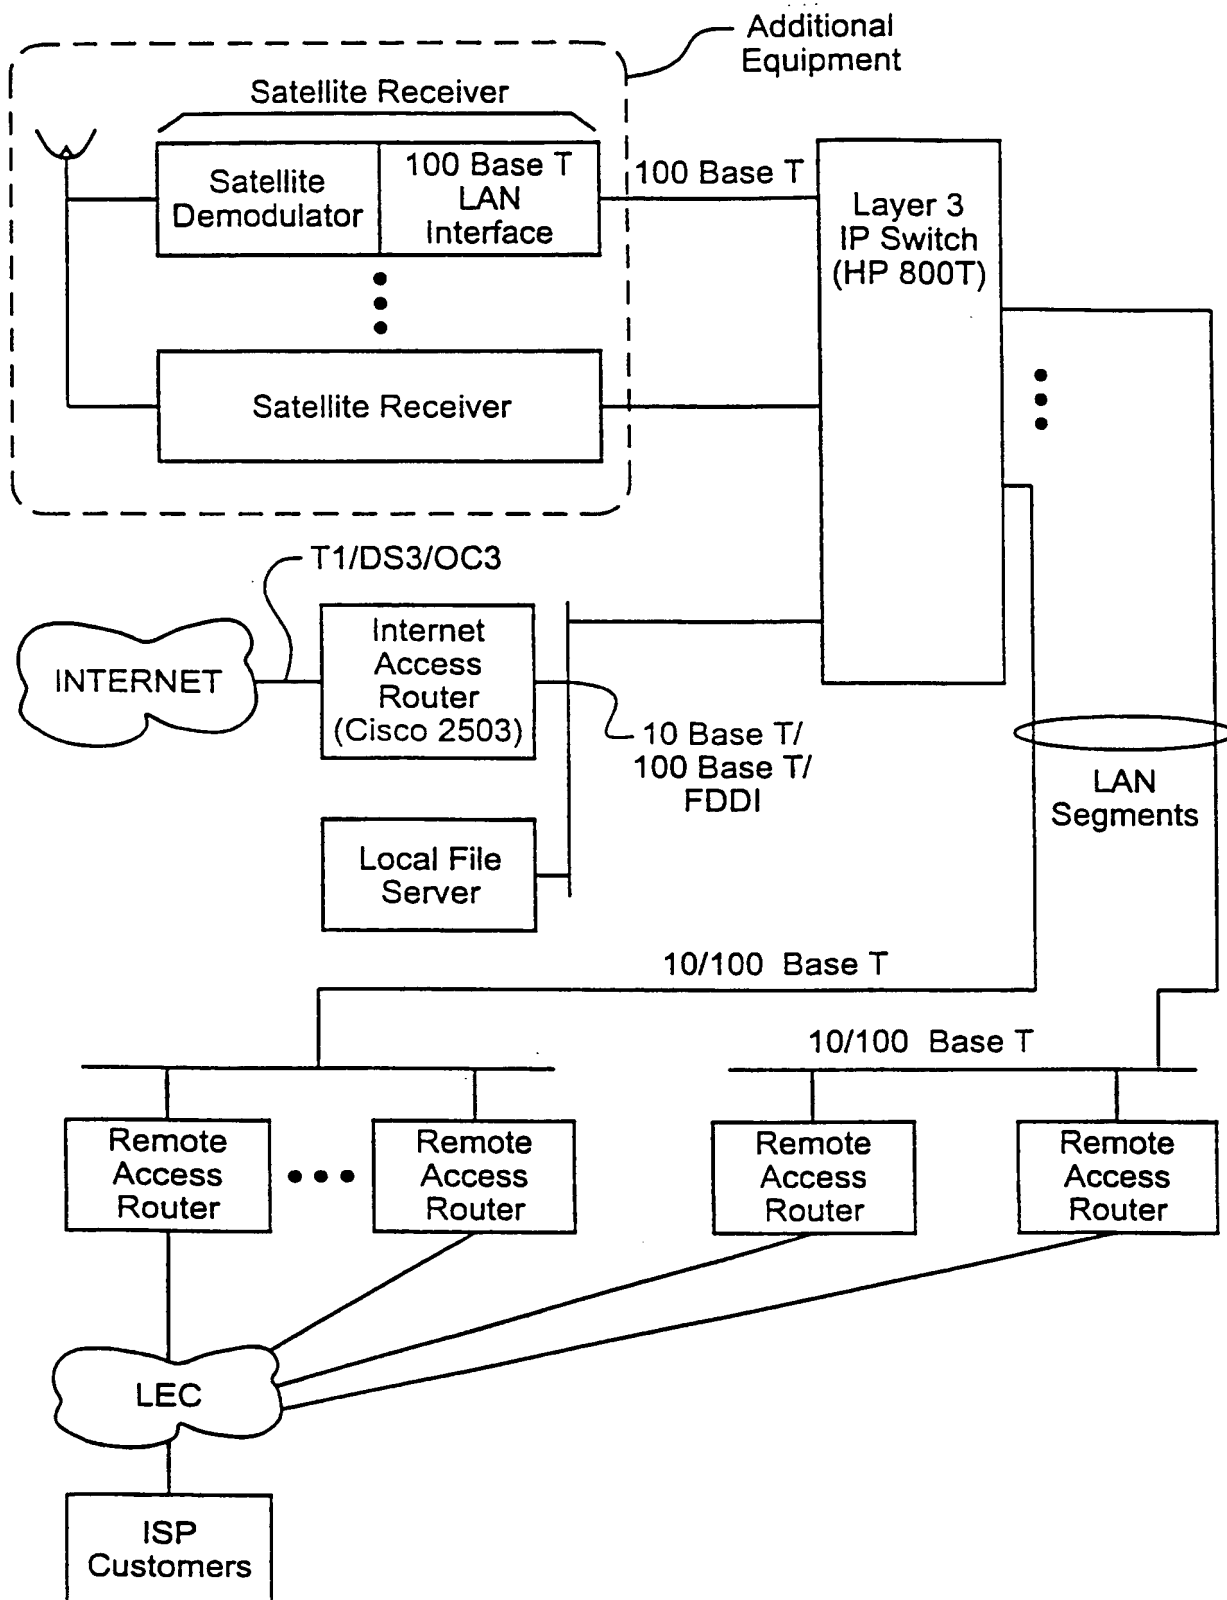 Additional
Equipment
Satellite Receiver
Satellite
Demodulator
100 Base T
LAN
Interface
100 Base T
Layer 3
IP Switch
(HP 800T)
Satellite Receiver
T1/DS3/OC3
INTERNET
Internet
Access
Router
(Cisco 2503)
10 Base T/
100 Base T/
FDDI
LAN
Segments
Local File
Server
10/100 Base T
10/100 Base T
Remote
Access
Router
Remote
Access
Router
Remote
Access
Router
Remote
Access
Router
LEC
ISP
Customers